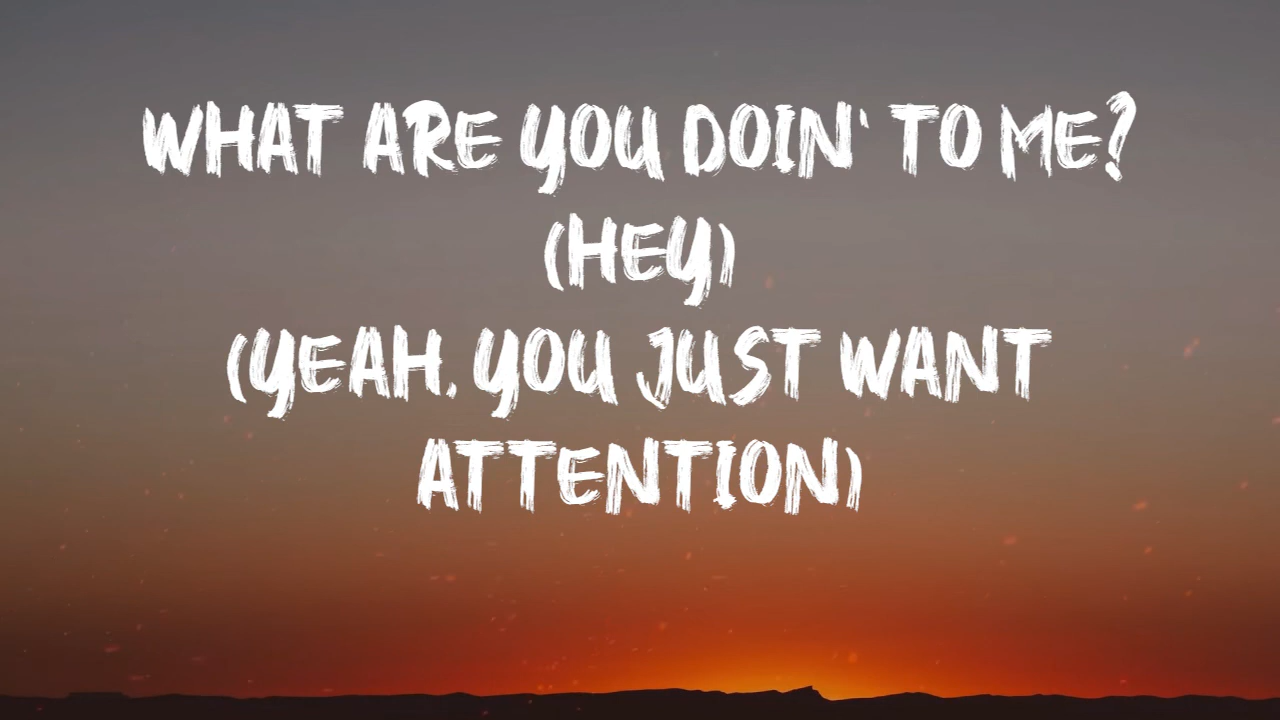 WHAT ARE YOU DOIN' TO ME?
(HEY)
(YEAH, YOU JUST WANT
ATTENTION)